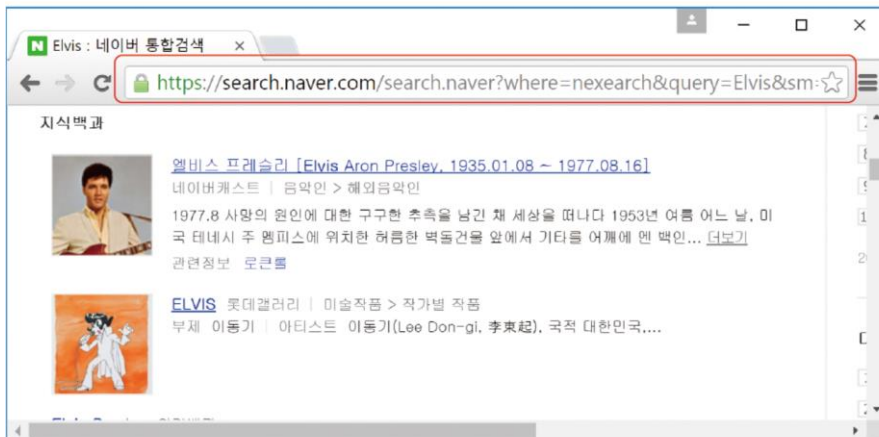 Elvis : 네이버 통합검색
https://search.naver.com/search.naver?where=nexearch&query=Elvis&sm=
지식백과
엘비스 프레슬리 [Elvis Aron Presley, 1935.01.08 ~ 1977.08.16]
네이버캐스트 | 음악인 > 해외음악인
1977.8 사망의 원인에 대한 구구한 추측을 남긴 채 세상을 떠나다 1953년 여름 어느 날, 미
국 테네시 주 멤피스에 위치한 허름한 벽돌건물 앞에서 기타를 어깨에 멘 백인... 더보기
관련정보 로큰롤
ELVIS 롯데갤러리 | 미술작품 > 작가별 작품
부제 이동기 | 아티스트 이동기(Lee Don-gi, 李東起), 국적 대한민국,...